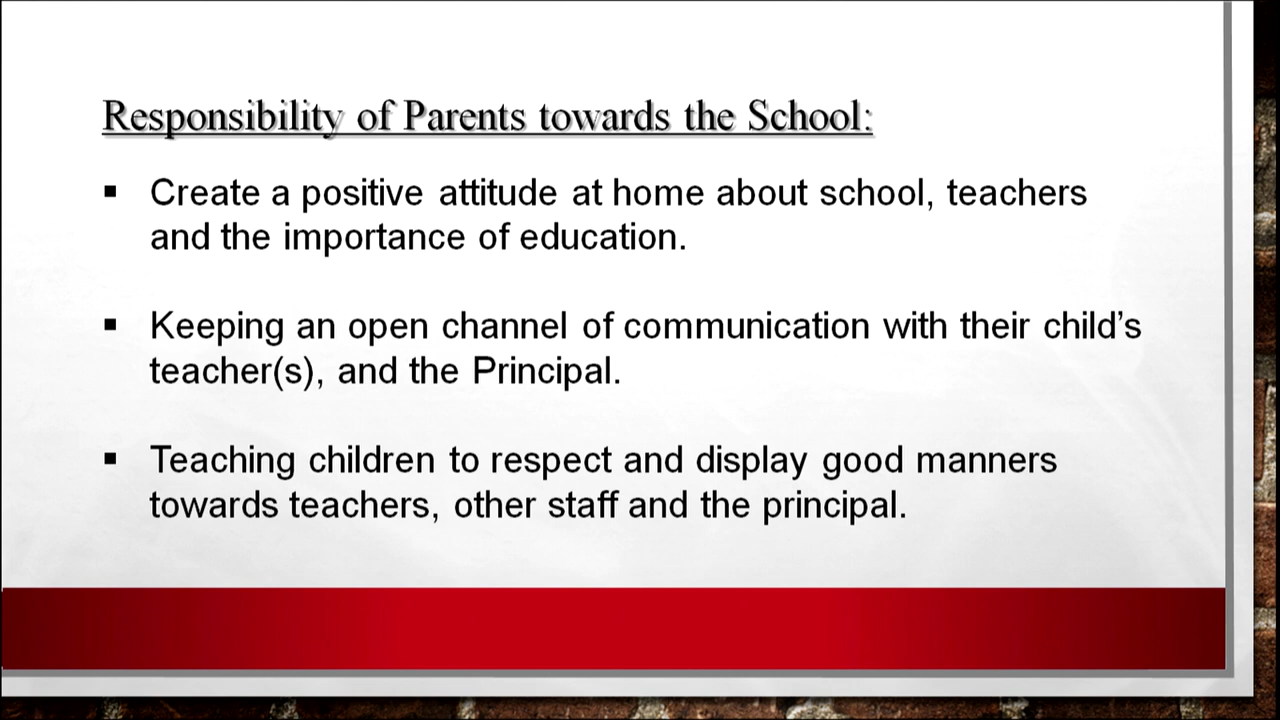 Responsibility of Parents towards the School:
▪ Create a positive attitude at home about school, teachers
and the importance of education.
▪ Keeping an open channel of communication with their child’s
teacher(s), and the Principal.
▪ Teaching children to respect and display good manners
towards teachers, other staff and the principal.